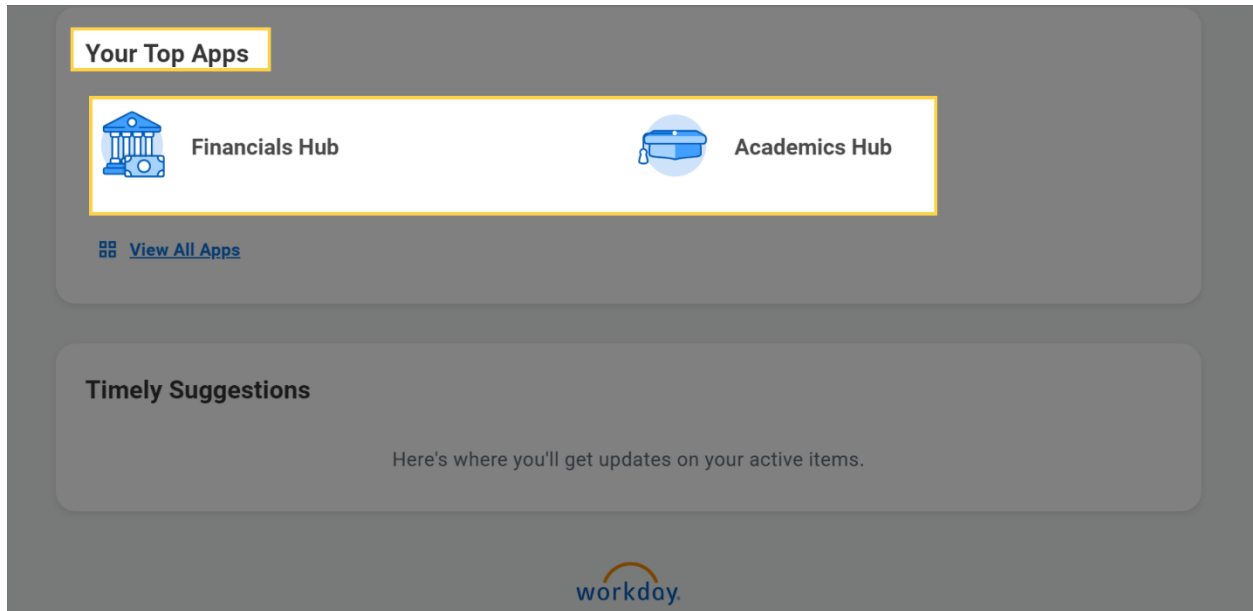 Your Top Apps
Financials Hub
Academics Hub
View All Apps
Timely Suggestions
Here's where you'll get updates on your active items.
workday.